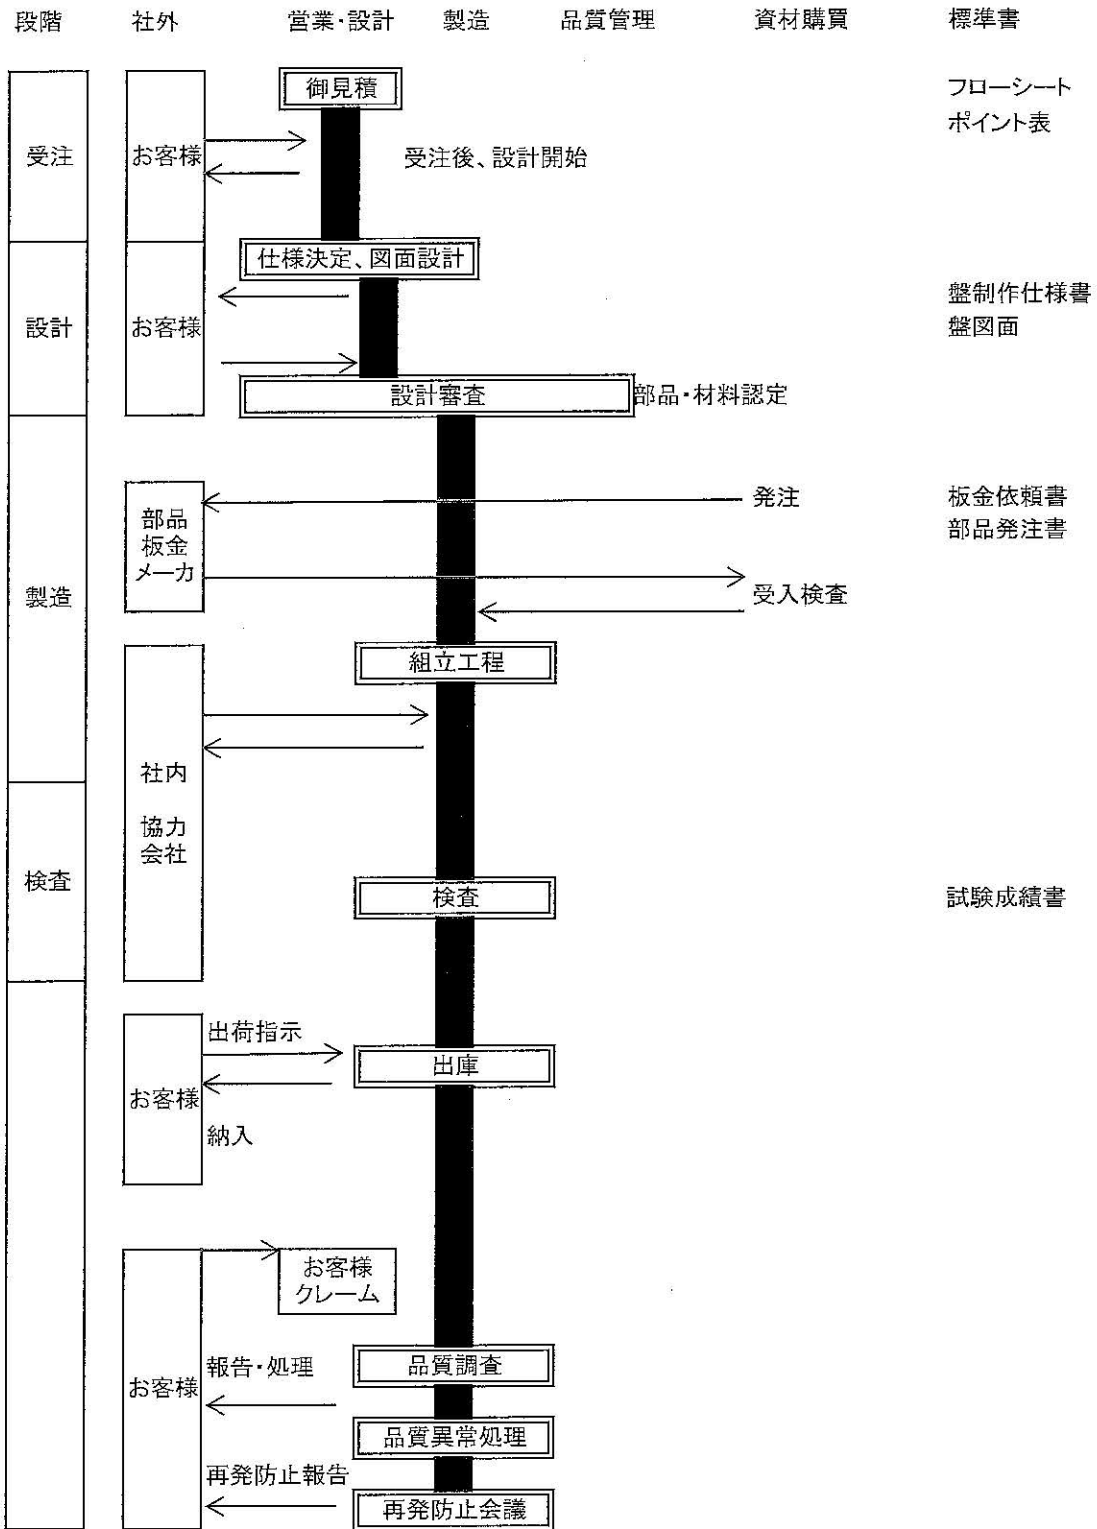 段階 社外 営業・設計 製造 品質管理 資材購買 標準書
御見積
フローシート
ポイント表
受注
お客様
受注後、設計開始
仕様決定、図面設計
盤制作仕様書
設計
お客様
盤図面
設計審査
部品・材料認定
発注
板金依頼書
部品
板金
メーカ
部品発注書
製造
受入検査
組立工程
社内
協力
会社
検査
検査
試験成績書
出荷指示
出庫
お客様
納入
お客様
クレーム
品質調査
報告・処理
お客様
品質異常処理
再発防止報告
再発防止会議